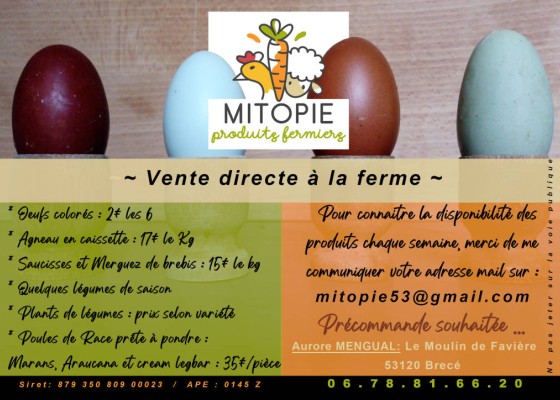 MITOPIE
produits fermiers
~ Vente directe à la ferme ~
* Oeufs colorés : 2€ les 6
* Agneau en caissette : 17€ le Kg
* Saucisses et Merguez de brebis : 15€ le kg
* Quelques légumes de saison
* Plants de légumes : prix selon variété
* Poules de Race prête à pondre :
Marans, Araucana et cream legbar : 35€/pièce
Siret: 879 350 809 00023 / APE : 0145 Z
Pour connaître la disponibilité des
produits chaque semaine, merci de me
communiquer votre adresse mail sur :
mitopie53@gmail.com
Précommande souhaitée ...
Aurore MENGUAL: Le Moulin de Favière
53120 Brecé
06.78.81.66.20
Ne pas jeter sur la voie publique